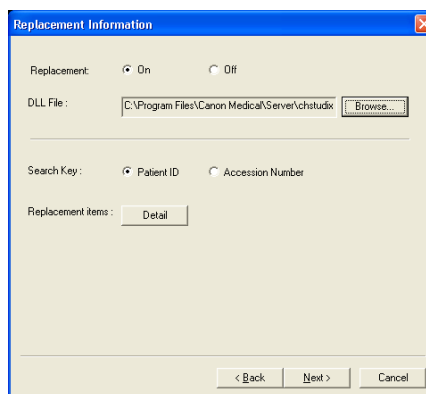 Replacement Information
Replacement: On Off
DLL File : C:\Program Files\Canon Medical\Server\chstudix Browse...
Search Key : Patient ID Accession Number
Replacement items : Detail
< Back Next > Cancel